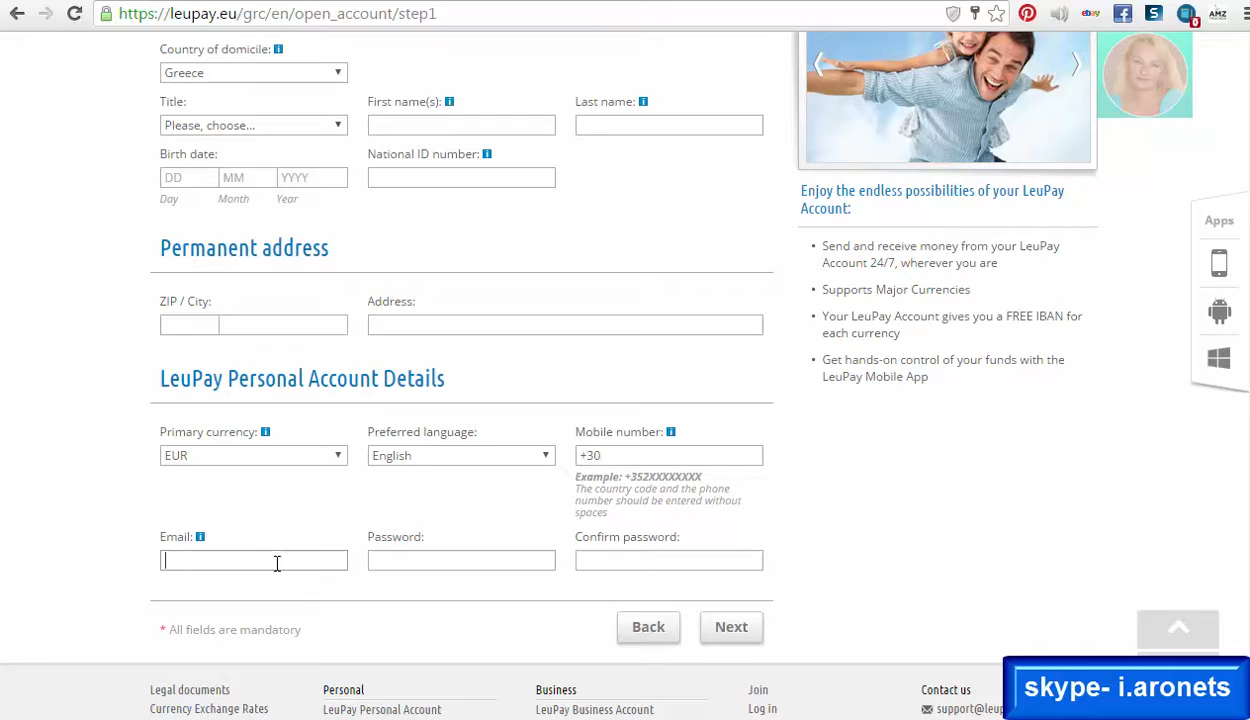 https://leupay.eu/grc/en/open_account/step1
ebay
f
S
0
AMZ
Country of domicile:
Greece
Title:
First name(s):
Last name:
Please, choose...
Birth date:
National ID number:
DD MM YYYY
Day Month Year
Permanent address
ZIP / City:
Address:
LeuPay Personal Account Details
Primary currency:
Preferred language:
Mobile number:
EUR
English
+30
Example: +352XXXXXXXX
The country code and the phone
number should be entered without
spaces
Email:
Password:
Confirm password:
* All fields are mandatory
Back
Next
Enjoy the endless possibilities of your LeuPay
Account:
• Send and receive money from your LeuPay
Account 24/7, wherever you are
• Supports Major Currencies
• Your LeuPay Account gives you a FREE IBAN for
each currency
• Get hands-on control of your funds with the
LeuPay Mobile App
Apps
Legal documents
Personal
Business
Join
Contact us
Currency Exchange Rates
LeuPay Personal Account
LeuPay Business Account
Log in
skype- i.aronets